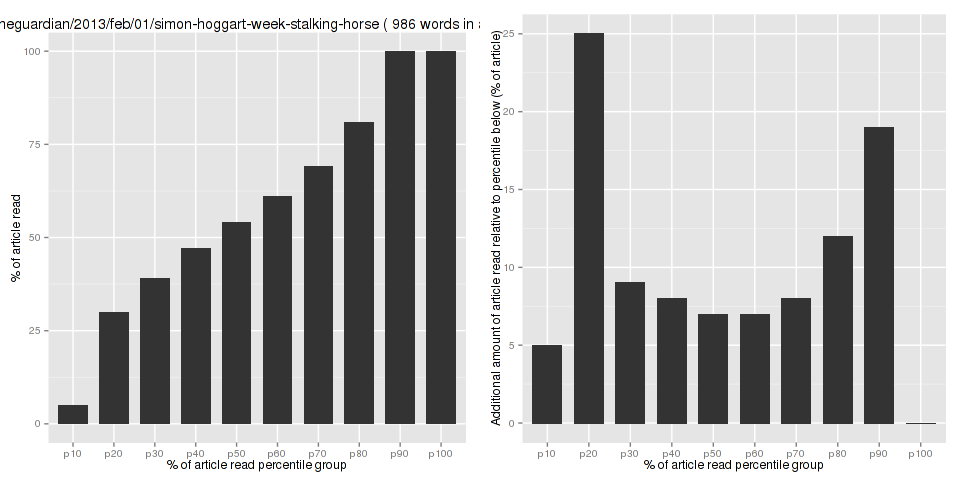 heguardian/2013/feb/01/simon-hoggart-week-stalking-horse ( 986 words in
% of article read
100
75
50
25
0
p10 p20 p30 p40 p50 p60 p70 p80 p90 p100
% of article read percentile group
Additional amount of article read relative to percentile below (% of article)
25
20
15
10
5
0
p10 p20 p30 p40 p50 p60 p70 p80 p90 p100
% of article read percentile group